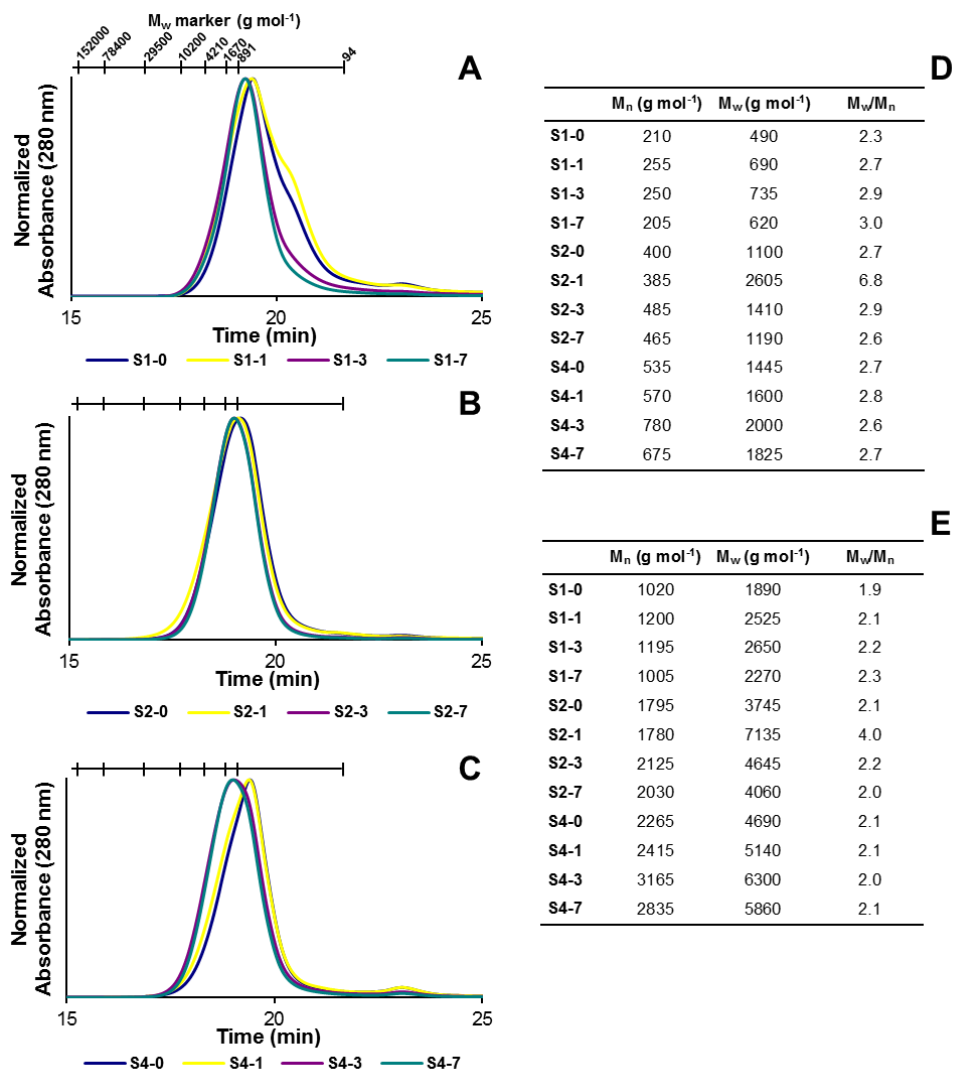 M_w marker (g mol⁻¹)
152000 78400 29500 10200 4210 1670 891 94
A
Normalized
Absorbance (280 nm)
15 20 25
Time (min)
S1-0 S1-1 S1-3 S1-7
B
Normalized
Absorbance (280 nm)
15 20 25
Time (min)
S2-0 S2-1 S2-3 S2-7
C
Normalized
Absorbance (280 nm)
15 20 25
Time (min)
S4-0 S4-1 S4-3 S4-7
D
M_n (g mol⁻¹) M_w (g mol⁻¹) M_w/M_n
S1-0 210 490 2.3
S1-1 255 690 2.7
S1-3 250 735 2.9
S1-7 205 620 3.0
S2-0 400 1100 2.7
S2-1 385 2605 6.8
S2-3 485 1410 2.9
S2-7 465 1190 2.6
S4-0 535 1445 2.7
S4-1 570 1600 2.8
S4-3 780 2000 2.6
S4-7 675 1825 2.7
E
M_n (g mol⁻¹) M_w (g mol⁻¹) M_w/M_n
S1-0 1020 1890 1.9
S1-1 1200 2525 2.1
S1-3 1195 2650 2.2
S1-7 1005 2270 2.3
S2-0 1795 3745 2.1
S2-1 1780 7135 4.0
S2-3 2125 4645 2.2
S2-7 2030 4060 2.0
S4-0 2265 4690 2.1
S4-1 2415 5140 2.1
S4-3 3165 6300 2.0
S4-7 2835 5860 2.1